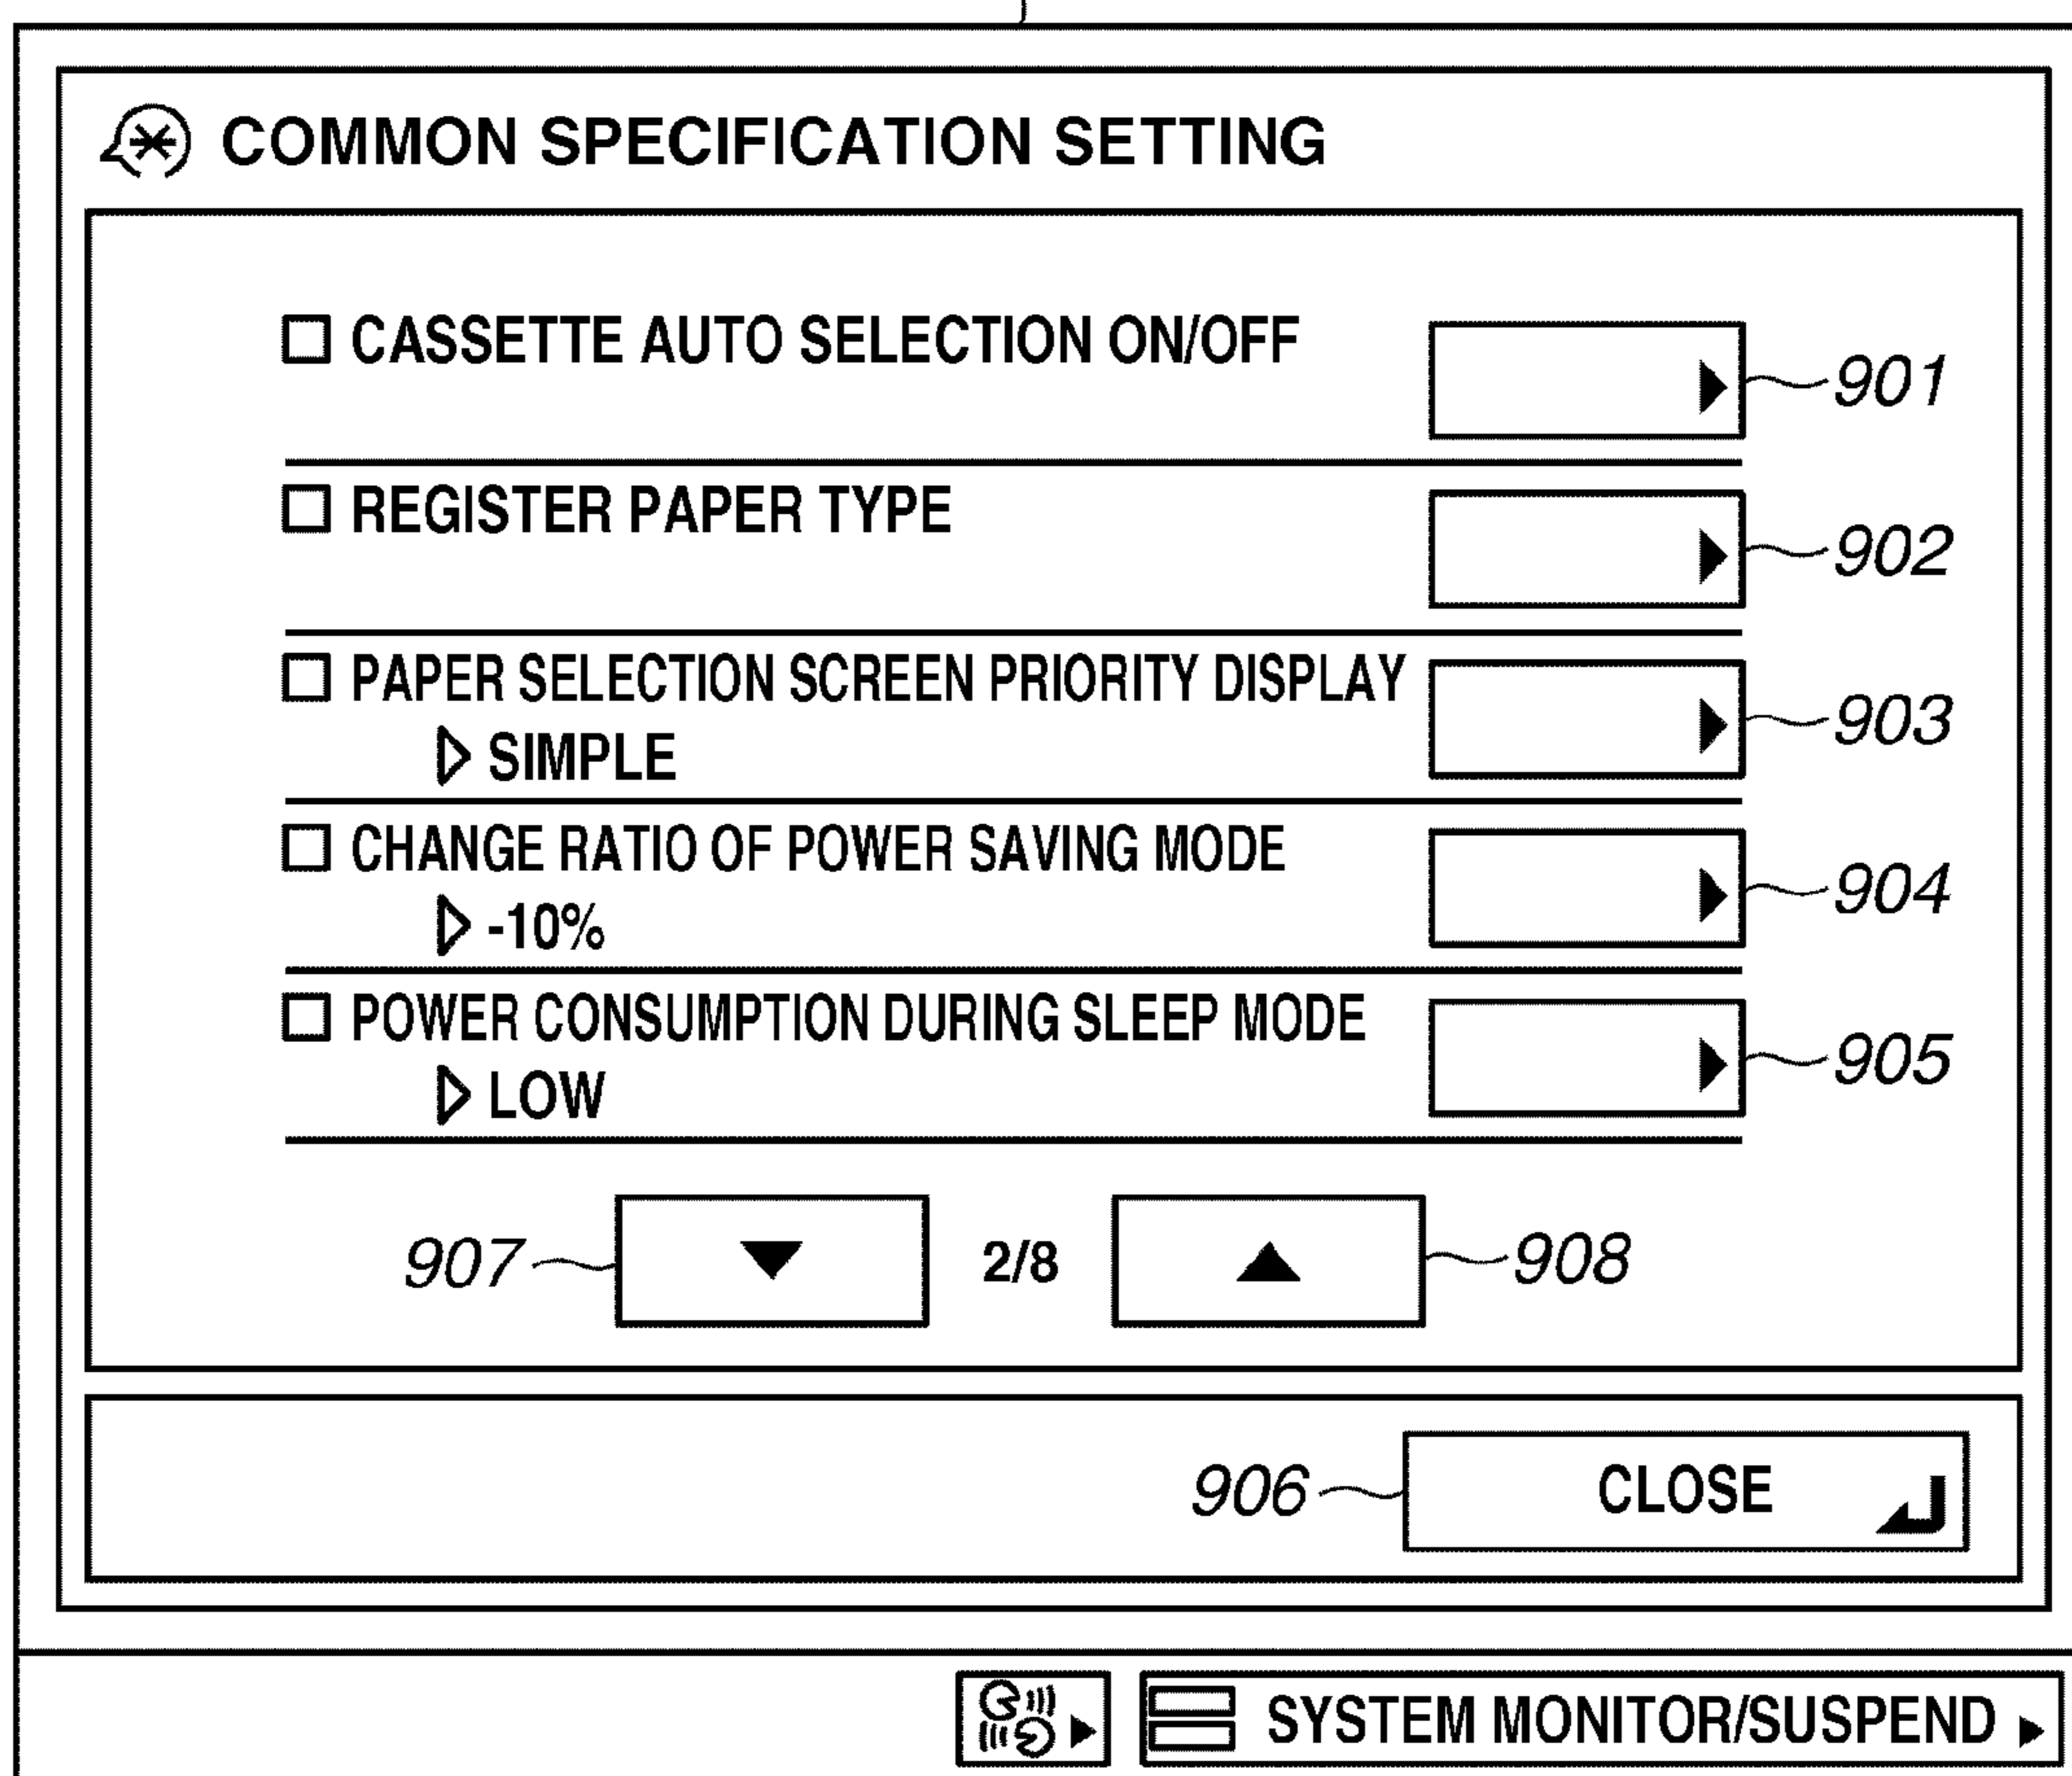 COMMON SPECIFICATION SETTING
CASSETTE AUTO SELECTION ON/OFF
901
REGISTER PAPER TYPE
902
PAPER SELECTION SCREEN PRIORITY DISPLAY
903
SIMPLE
CHANGE RATIO OF POWER SAVING MODE
904
-10%
POWER CONSUMPTION DURING SLEEP MODE
905
LOW
907 2/8 908
906 CLOSE
SYSTEM MONITOR/SUSPEND